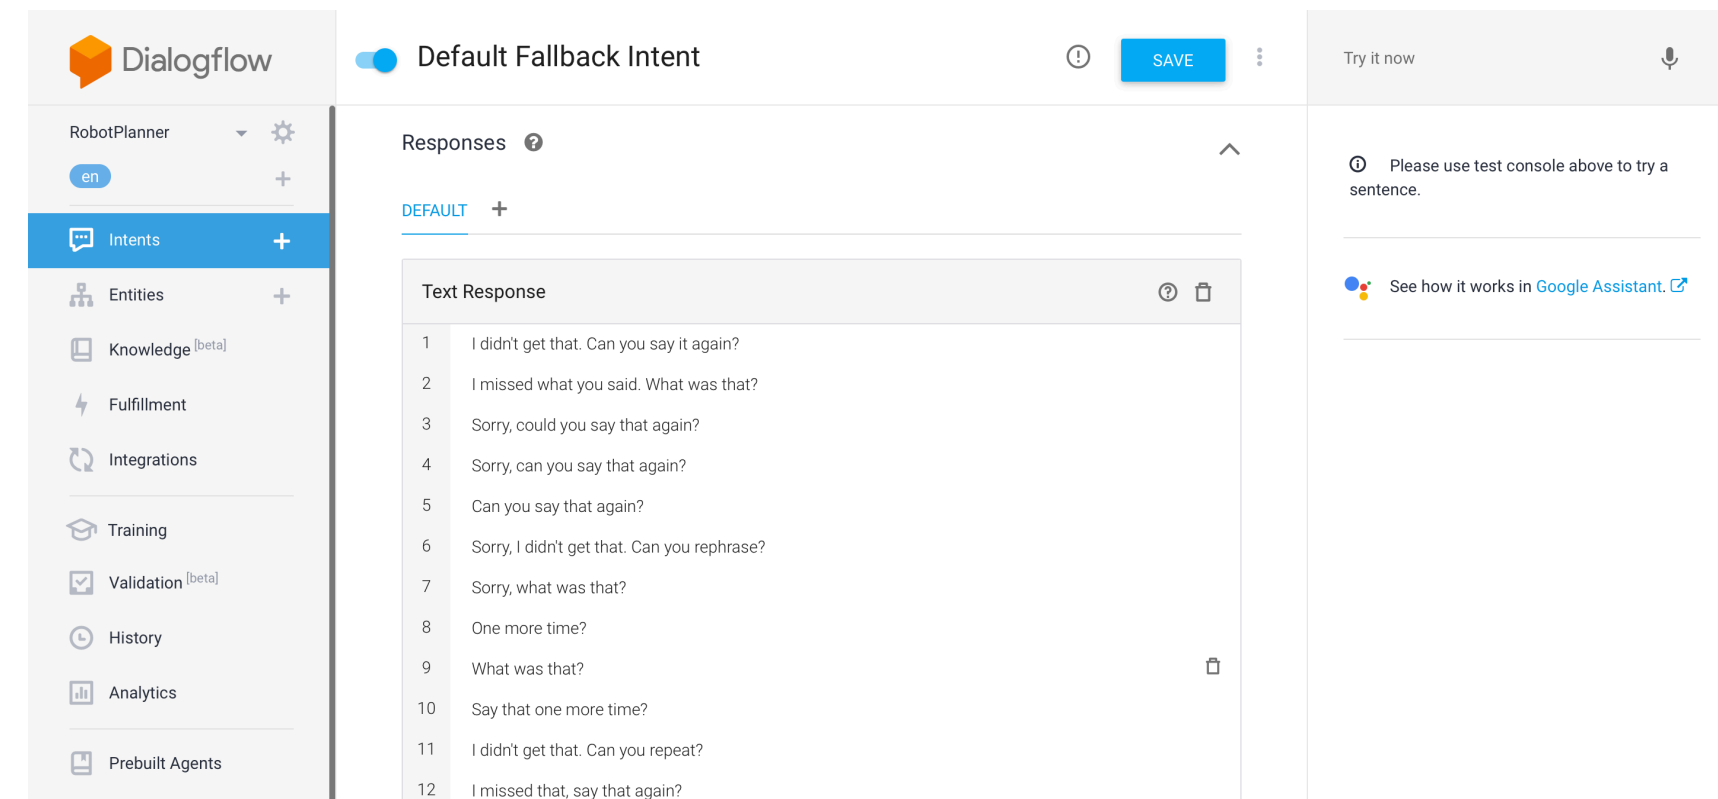 Dialogflow
RobotPlanner
en
Intents
Entities
Knowledge [beta]
Fulfillment
Integrations
Training
Validation [beta]
History
Analytics
Prebuilt Agents
Default Fallback Intent
SAVE
Responses
DEFAULT
Text Response
1 I didn't get that. Can you say it again?
2 I missed what you said. What was that?
3 Sorry, could you say that again?
4 Sorry, can you say that again?
5 Can you say that again?
6 Sorry, I didn't get that. Can you rephrase?
7 Sorry, what was that?
8 One more time?
9 What was that?
10 Say that one more time?
11 I didn't get that. Can you repeat?
12 I missed that, say that again?
Try it now
Please use test console above to try a
sentence.
See how it works in Google Assistant.